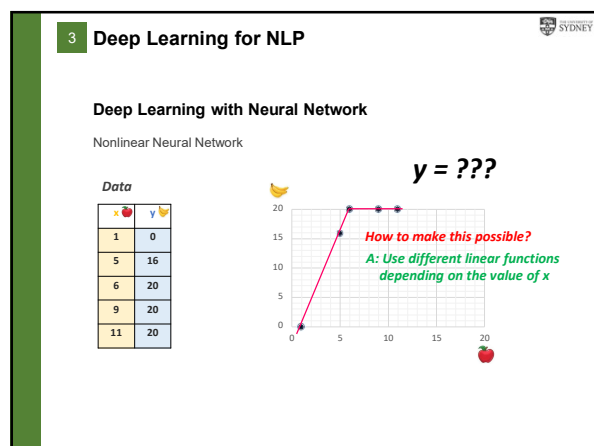 3 Deep Learning for NLP
THE UNIVERSITY OF
SYDNEY
Deep Learning with Neural Network
Nonlinear Neural Network
y = ???
Data
x y
1 0
5 16
6 20
9 20
11 20
20
15
10
5
0
0 5 10 15 20
How to make this possible?
A: Use different linear functions
depending on the value of x